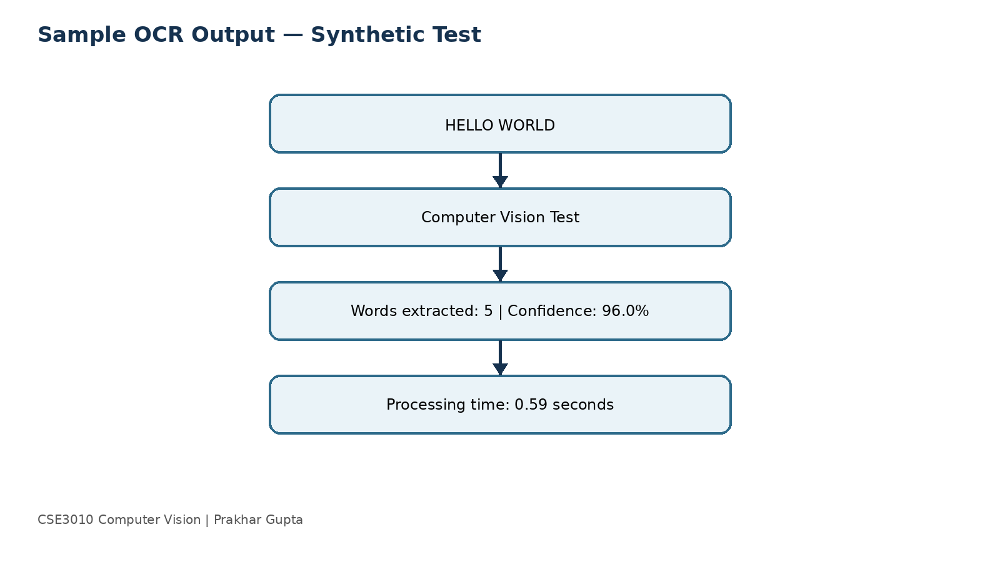 Sample OCR Output — Synthetic Test
HELLO WORLD
Computer Vision Test
Words extracted: 5 | Confidence: 96.0%
Processing time: 0.59 seconds
CSE3010 Computer Vision | Prakhar Gupta